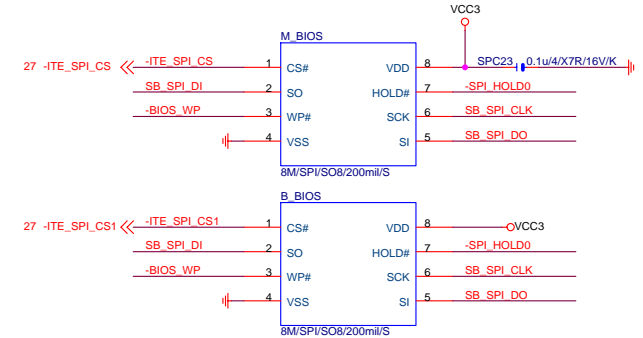 VCC3
M_BIOS
27 -ITE_SPI_CS -ITE_SPI_CS 1 CS# VDD 8 SPC23 0.1u/4/X7R/16V/K
SB_SPI_DI 2 SO HOLD# 7 -SPI_HOLD0
-BIOS_WP 3 WP# SCK 6 SB_SPI_CLK
4 VSS SI 5 SB_SPI_DO
8M/SPI/SO8/200mil/S
B_BIOS
27 -ITE_SPI_CS1 -ITE_SPI_CS1 1 CS# VDD 8 VCC3
SB_SPI_DI 2 SO HOLD# 7 -SPI_HOLD0
-BIOS_WP 3 WP# SCK 6 SB_SPI_CLK
4 VSS SI 5 SB_SPI_DO
8M/SPI/SO8/200mil/S